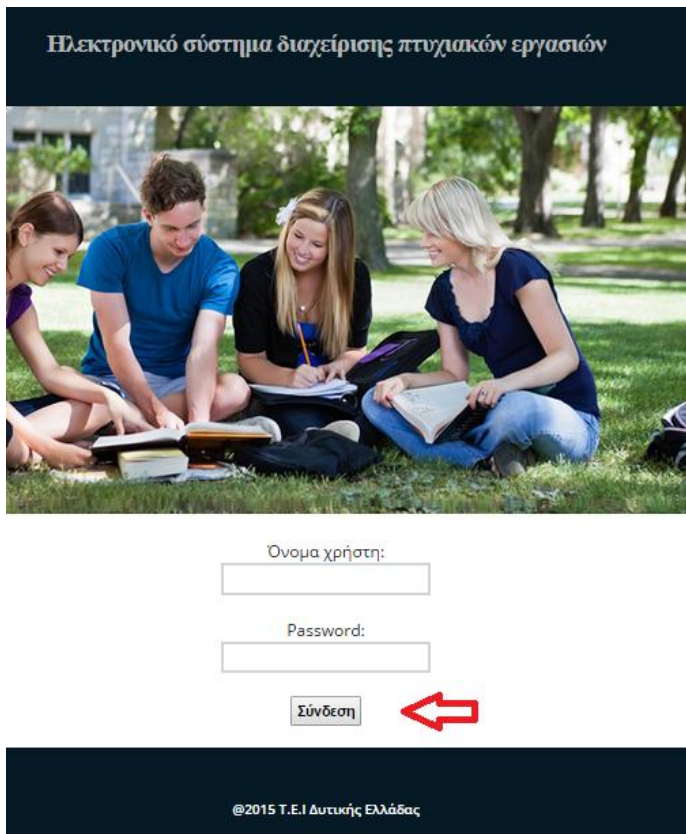 Ηλεκτρονικό σύστημα διαχείρισης πτυχιακών εργασιών
Όνομα χρήστη:
Password:
Σύνδεση
@2015 Τ.Ε.Ι Δυτικής Ελλάδας